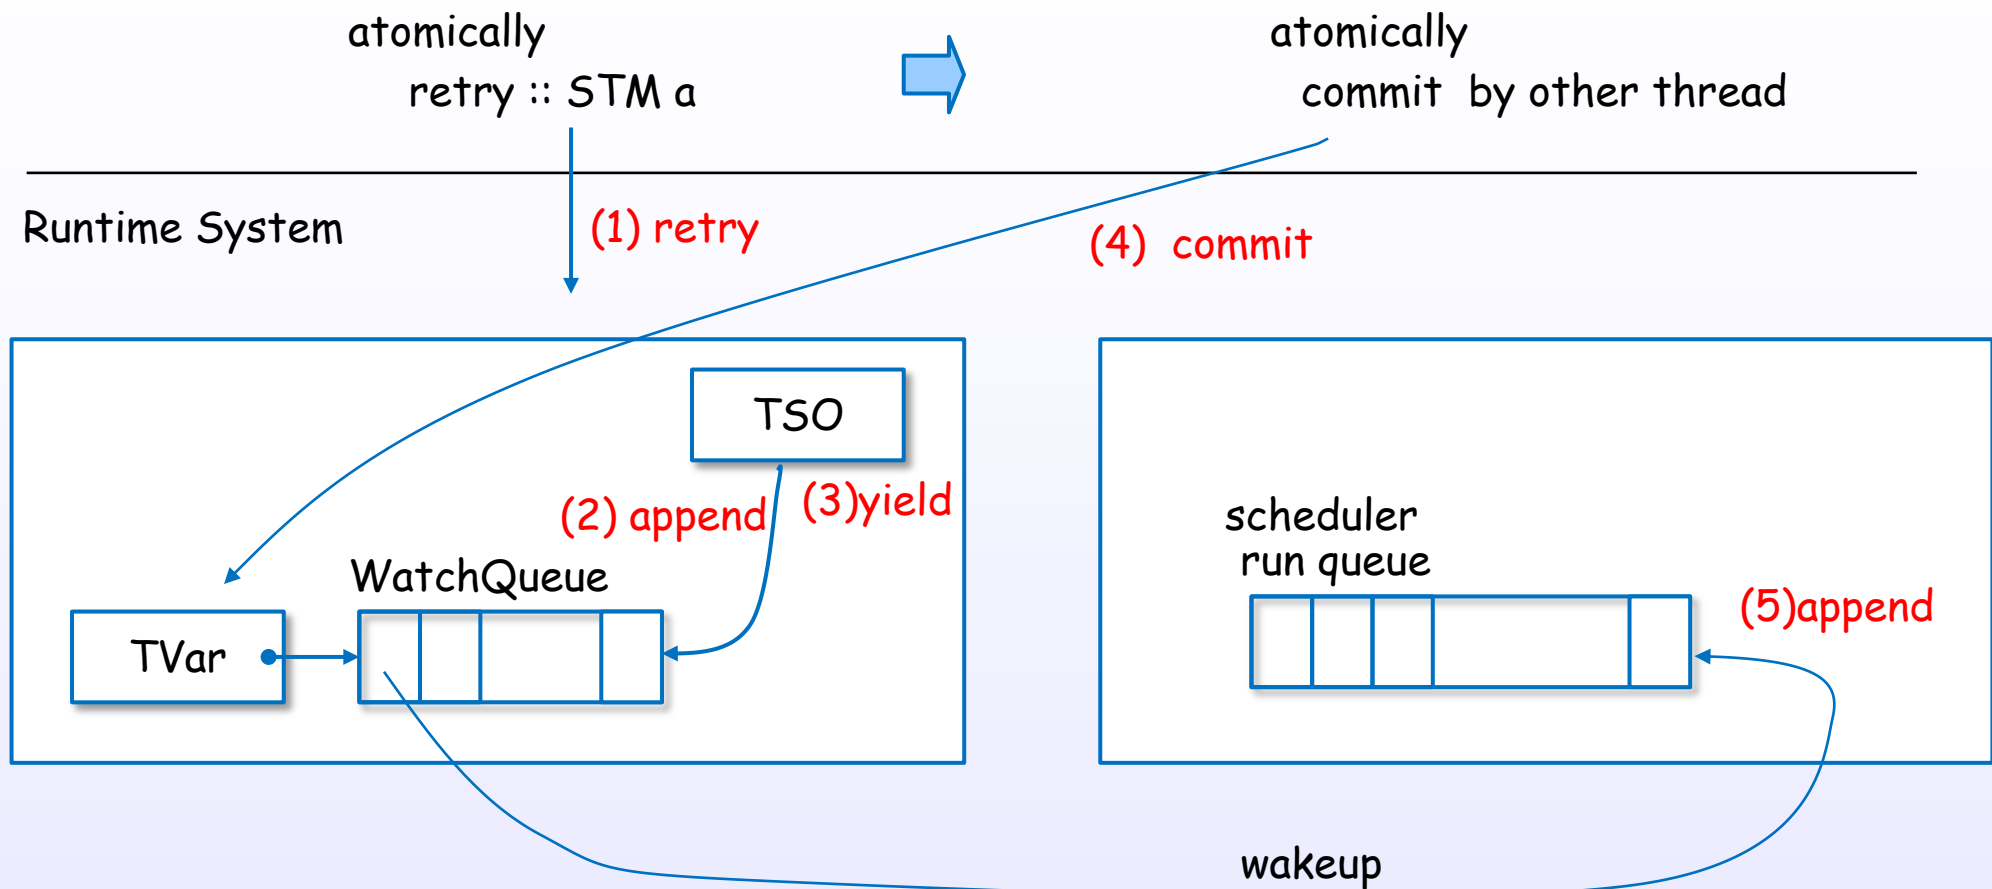 atomically
retry :: STM a
atomically
commit by other thread
Runtime System
(1) retry
(4) commit
TSO
(2) append
(3)yield
WatchQueue
TVar
scheduler
run queue
(5)append
wakeup